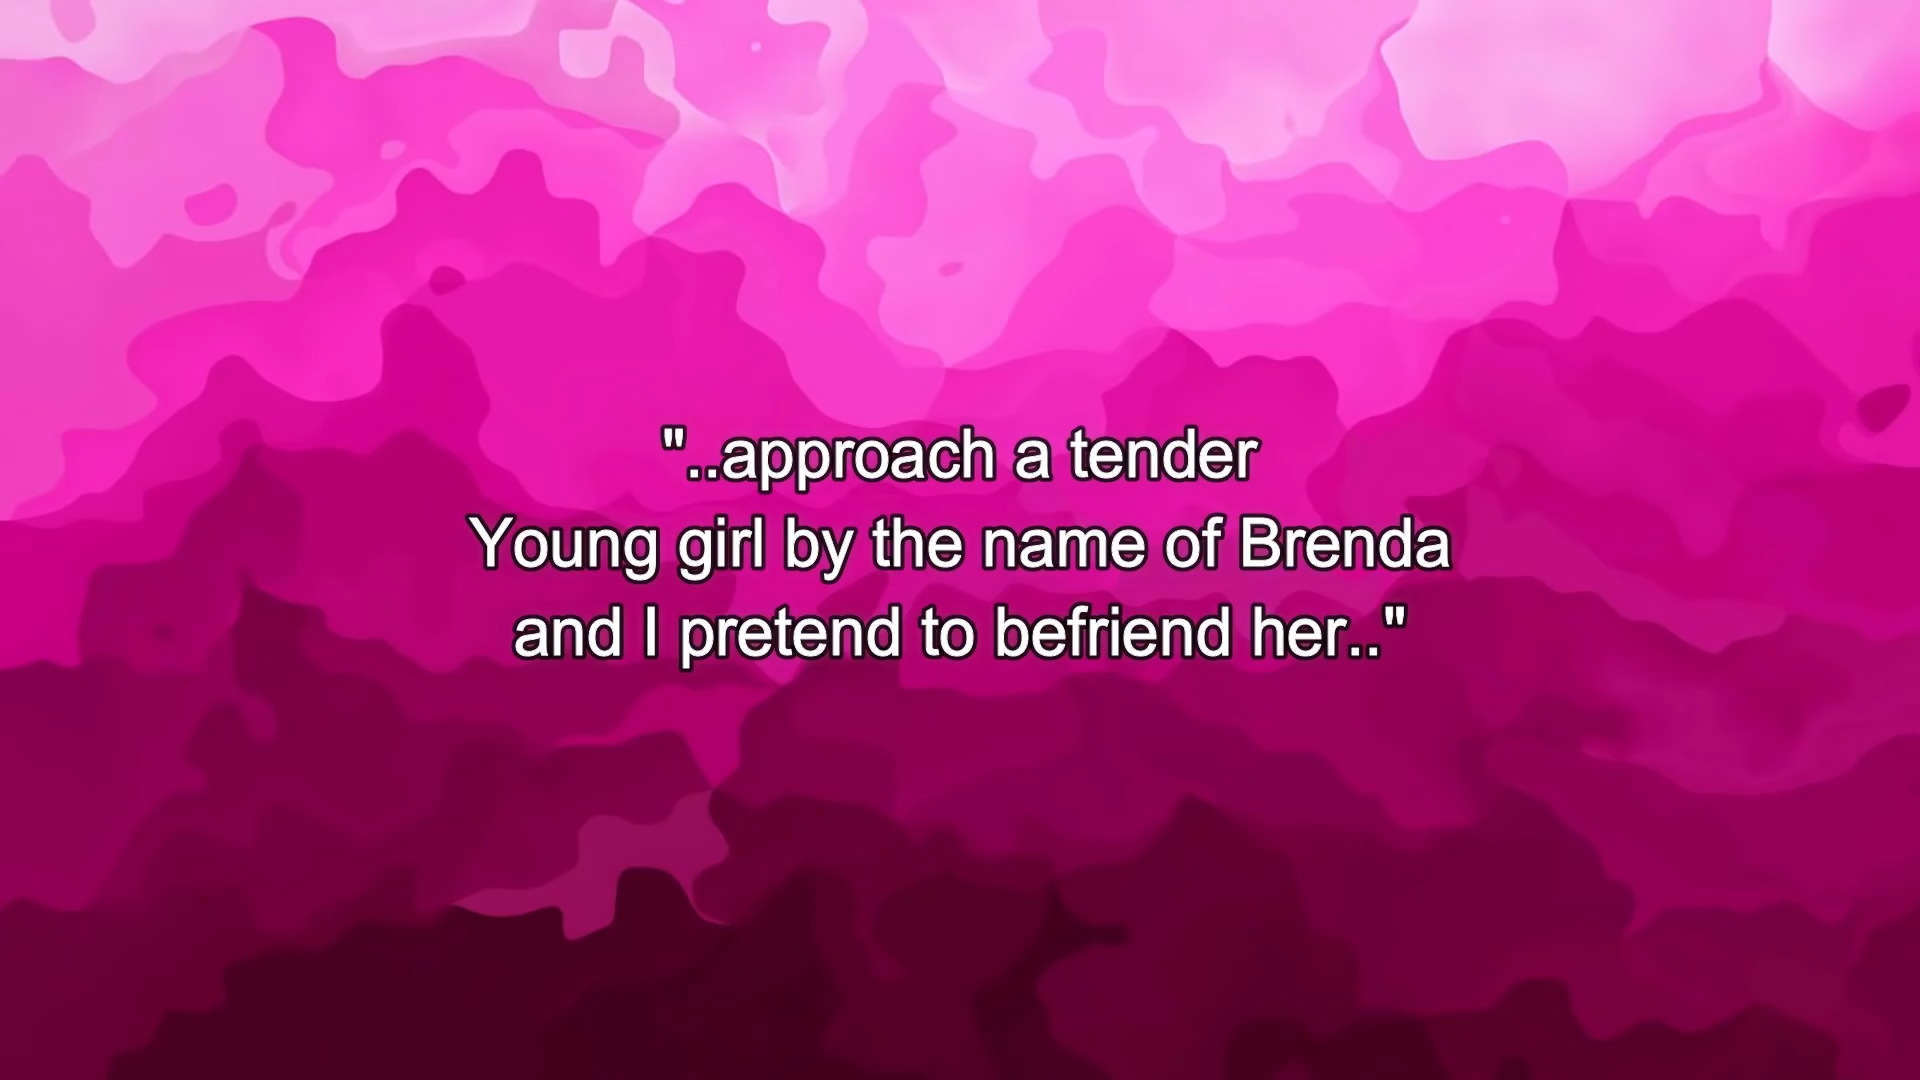 "..approach a tender
Young girl by the name of Brenda
and I pretend to befriend her.."